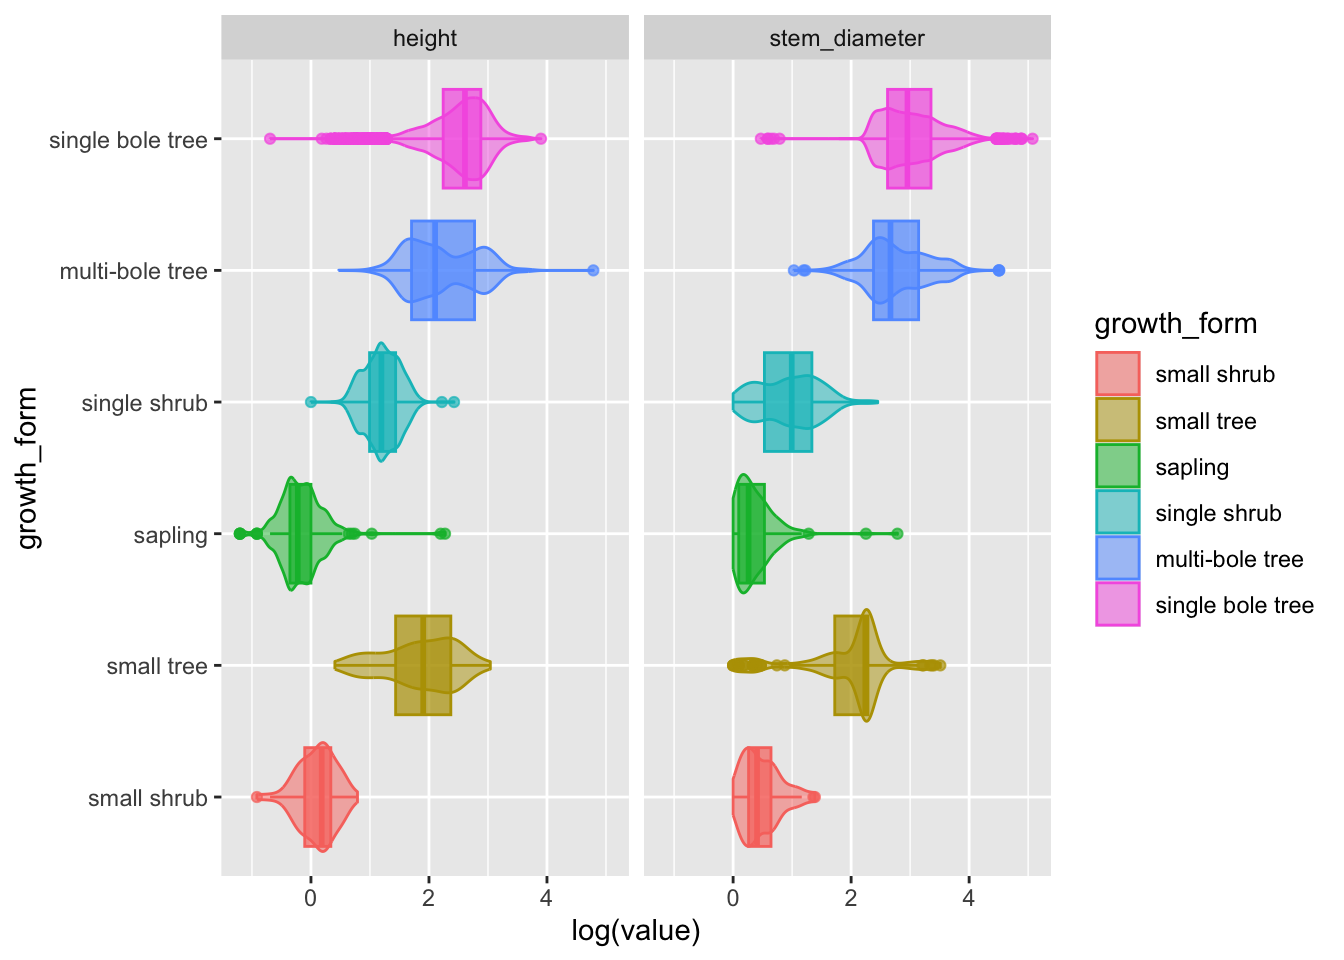 height
stem_diameter
growth_form
single bole tree
multi-bole tree
single shrub
sapling
small tree
small shrub
0
2
4
0
2
4
log(value)
growth_form
small shrub
small tree
sapling
single shrub
multi-bole tree
single bole tree